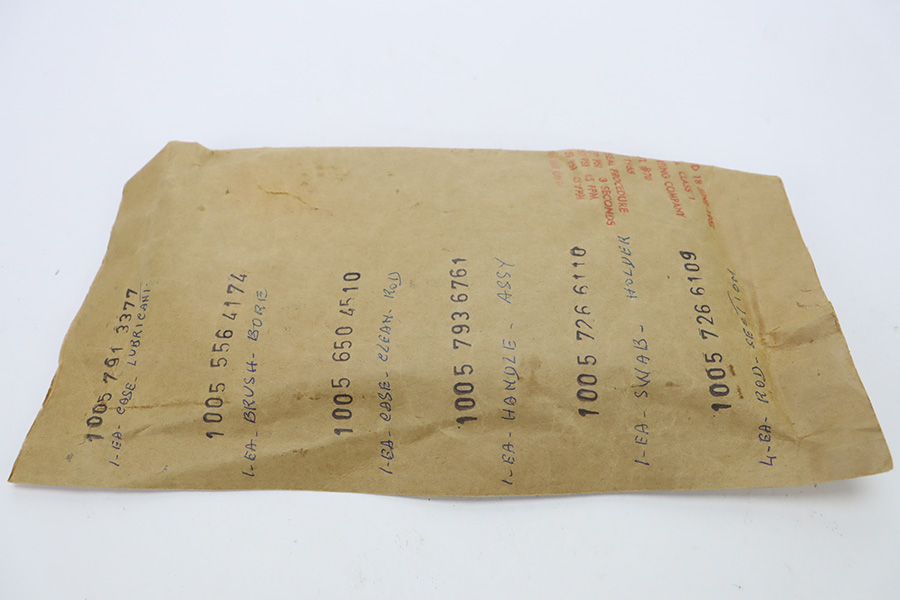 1005 791 3377
1-EA- CASE- LUBRICANT.
1005 556 4174
1-EA- BRUSH- BORE
1005 650 4510
1-EA- CASE- CLEAN- ROD
1005 793 6761
1-EA- HANDLE- ASSY
1005 726 6110
1-EA- SWAB- HOLDER
1005 726 6109
4-EA- ROD- SECTION
PROCEDURE
3 SECONDS
CLASS 1
COMPANY